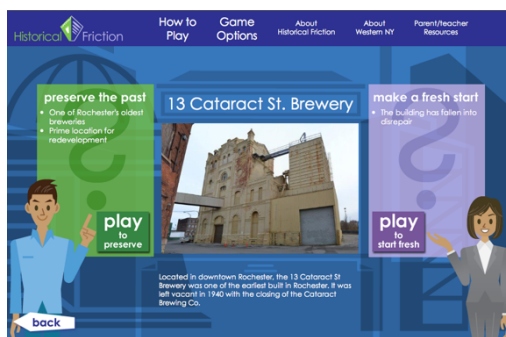 Historical Friction
How to
Play
Game
Options
About
Historical Friction
About
Western NY
Parent/teacher
Resources
preserve the past
• One of Rochester's oldest
breweries
• Prime location for
redevelopment
play
to
preserve
13 Cataract St. Brewery
Located in downtown Rochester, the 13 Cataract St
Brewery was one of the earliest built in Rochester. It was
left vacant in 1940 with the closing of the Cataract
Brewing Co.
make a fresh start
• The building has fallen into
disrepair
play
to
start fresh
back